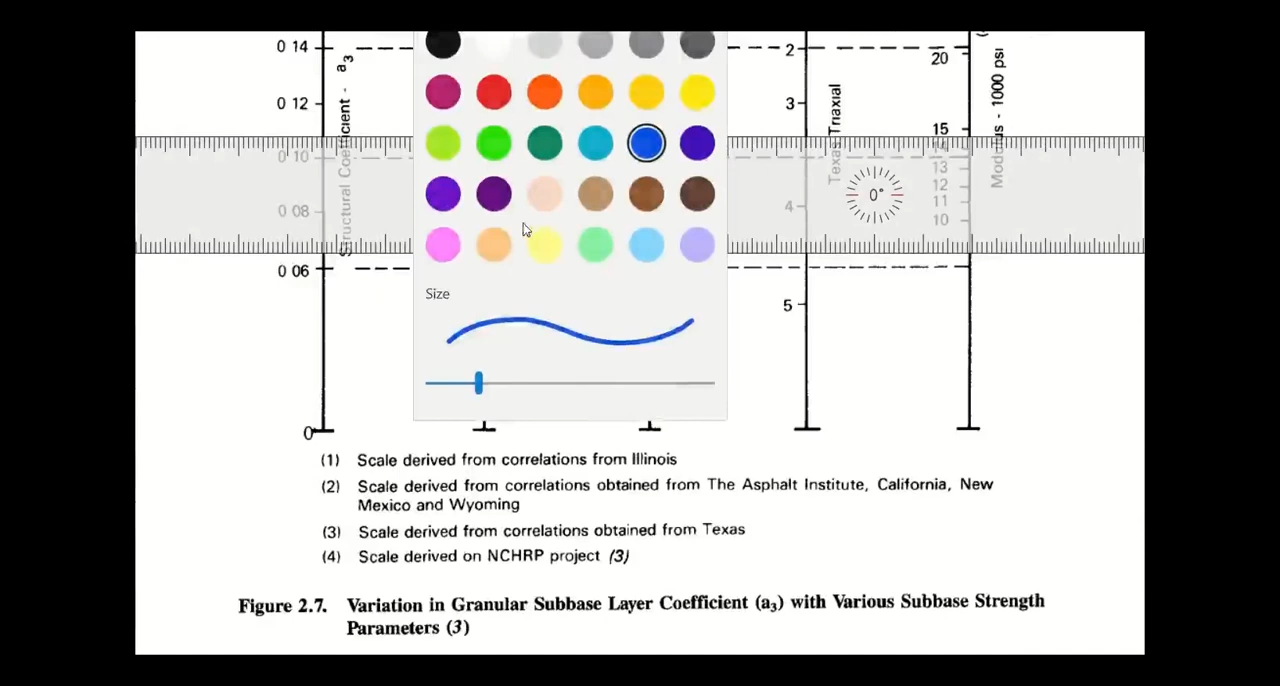 0 14
0 12
0 10
0 08
0 06
0
Structural Coefficient - a3
2
3
4
5
Texas Triaxial
20
15
13
12
11
10
Modulus - 1000 psi
0°
Size
(1) Scale derived from correlations from Illinois
(2) Scale derived from correlations obtained from The Asphalt Institute, California, New
Mexico and Wyoming
(3) Scale derived from correlations obtained from Texas
(4) Scale derived on NCHRP project (3)
Figure 2.7. Variation in Granular Subbase Layer Coefficient (a3) with Various Subbase Strength
Parameters (3)